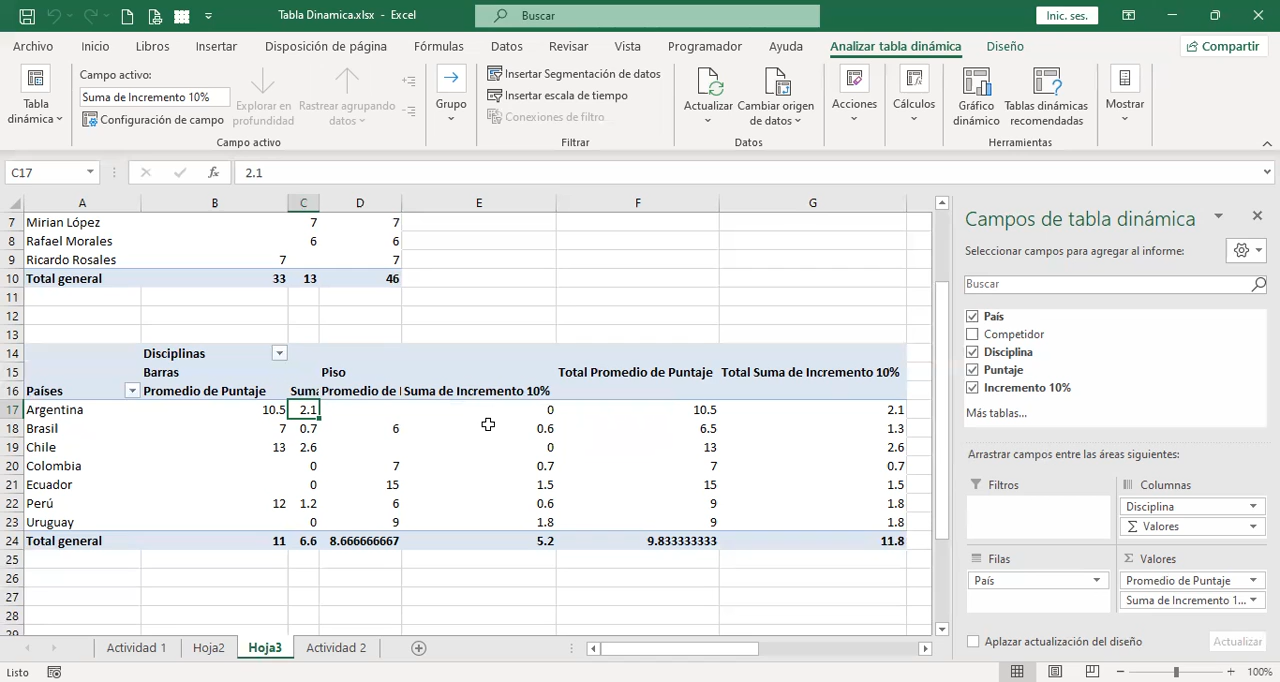 Tabla Dinamica.xlsx - Excel
Buscar
Inic. ses.
Archivo Inicio Libros Insertar Disposición de página Fórmulas Datos Revisar Vista Programador Ayuda Analizar tabla dinámica Diseño Compartir
Tabla dinámica
Campo activo:
Suma de Incremento 10%
Configuración de campo
Explorar en profundidad
Rastrear agrupando datos
Campo activo
Grupo
Insertar Segmentación de datos
Insertar escala de tiempo
Conexiones de filtro
Filtrar
Actualizar
Cambiar origen de datos
Datos
Acciones
Cálculos
Gráfico dinámico
Tablas dinámicas recomendadas
Herramientas
Mostrar
C17 fx 2.1
A B C D E F G
7 Mirian López 7 7
8 Rafael Morales 6 6
9 Ricardo Rosales 7 7
10 Total general 33 13 46
11
12
13
14 Disciplinas
15 Barras Piso Total Promedio de Puntaje Total Suma de Incremento 10%
16 Países Promedio de Puntaje Suma Promedio de Suma de Incremento 10%
17 Argentina 10.5 2.1 0 10.5 2.1
18 Brasil 7 0.7 6 0.6 6.5 1.3
19 Chile 13 2.6 0 13 2.6
20 Colombia 0 7 0.7 7 0.7
21 Ecuador 0 15 1.5 15 1.5
22 Perú 12 1.2 6 0.6 9 1.8
23 Uruguay 0 9 1.8 9 1.8
24 Total general 11 6.6 8.666666667 5.2 9.833333333 11.8
25
26
27
28
29
Campos de tabla dinámica
Seleccionar campos para agregar al informe:
Buscar
País
Competidor
Disciplina
Puntaje
Incremento 10%
Más tablas...
Arrastrar campos entre las áreas siguientes:
Filtros
Columnas
Disciplina
Σ Valores
Filas
País
Σ Valores
Promedio de Puntaje
Suma de Incremento 1...
Aplazar actualización del diseño Actualizar
Actividad 1 Hoja2 Hoja3 Actividad 2
Listo
100%